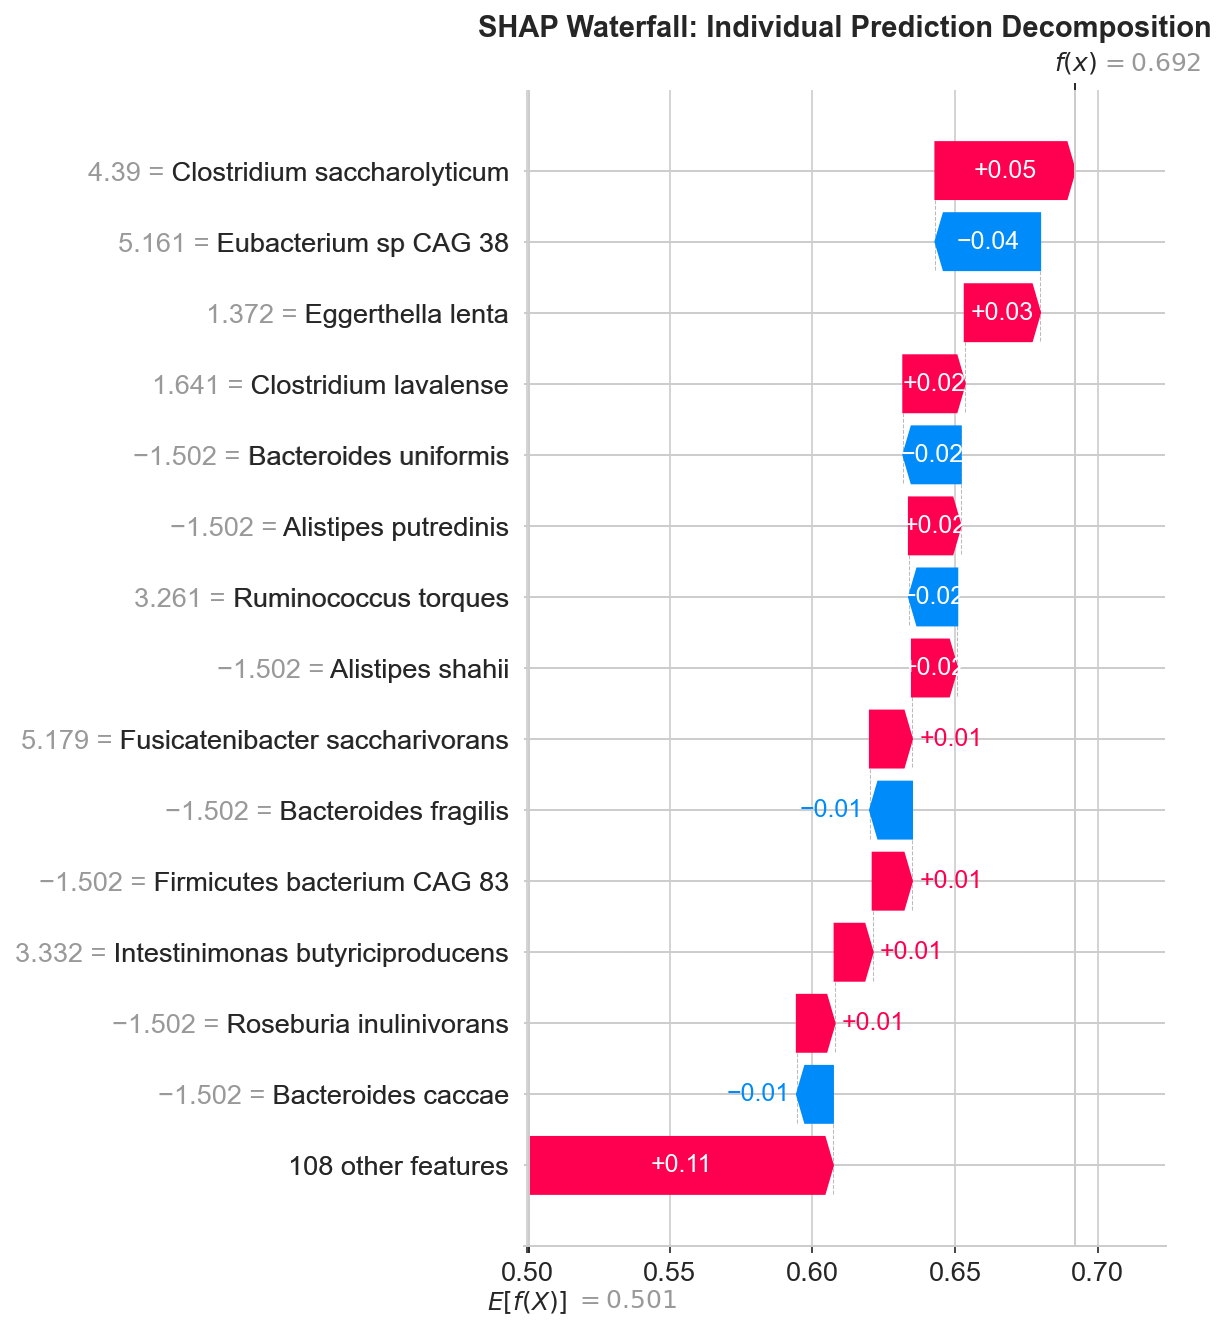 SHAP Waterfall: Individual Prediction Decomposition
f(x) = 0.692
4.39 = Clostridium saccharolyticum +0.05
5.161 = Eubacterium sp CAG 38 −0.04
1.372 = Eggerthella lenta +0.03
1.641 = Clostridium lavalense +0.02
−1.502 = Bacteroides uniformis −0.02
−1.502 = Alistipes putredinis +0.02
3.261 = Ruminococcus torques −0.02
−1.502 = Alistipes shahii +0.02
5.179 = Fusicatenibacter saccharivorans +0.01
−1.502 = Bacteroides fragilis −0.01
−1.502 = Firmicutes bacterium CAG 83 +0.01
3.332 = Intestinimonas butyriciproducens +0.01
−1.502 = Roseburia inulinivorans +0.01
−1.502 = Bacteroides caccae −0.01
108 other features +0.11
0.50 0.55 0.60 0.65 0.70
E[f(X)] = 0.501